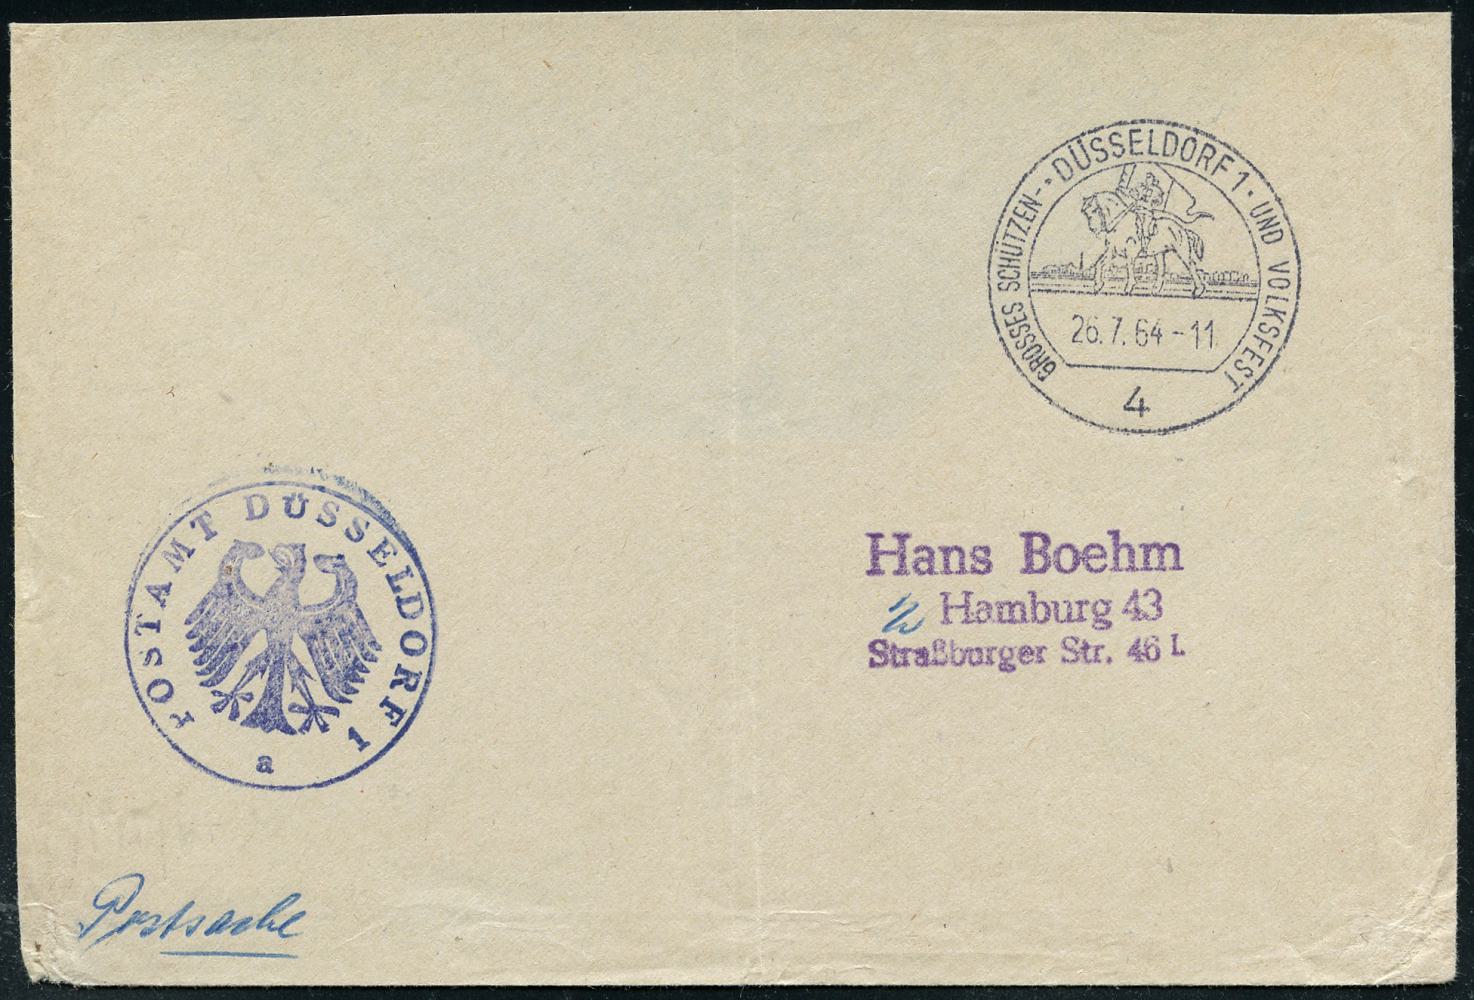 DÜSSELDORF 1
GROSSES SCHÜTZEN- UND VOLKSFEST
26.7.64-11
4
POSTAMT DÜSSELDORF 1
a
Hans Boehm
Hamburg 43
Straßburger Str. 46 I.
Postsache